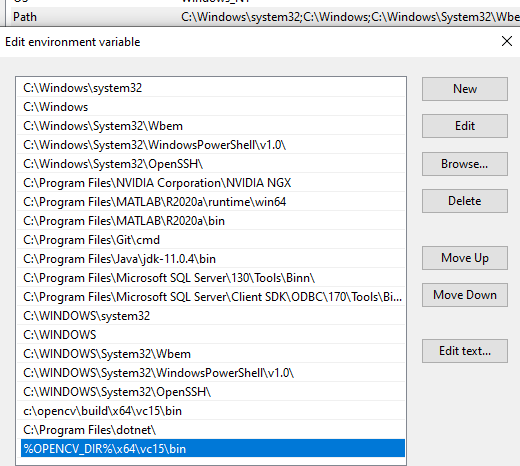 Path C:\Windows\system32;C:\Windows;C:\Windows\System32\Wbe
Edit environment variable
C:\Windows\system32
C:\Windows
C:\Windows\System32\Wbem
C:\Windows\System32\WindowsPowerShell\v1.0\
C:\Windows\System32\OpenSSH\
C:\Program Files\NVIDIA Corporation\NVIDIA NGX
C:\Program Files\MATLAB\R2020a\runtime\win64
C:\Program Files\MATLAB\R2020a\bin
C:\Program Files\Git\cmd
C:\Program Files\Java\jdk-11.0.4\bin
C:\Program Files\Microsoft SQL Server\130\Tools\Binn\
C:\Program Files\Microsoft SQL Server\Client SDK\ODBC\170\Tools\Bi...
C:\WINDOWS\system32
C:\WINDOWS
C:\WINDOWS\System32\Wbem
C:\WINDOWS\System32\WindowsPowerShell\v1.0\
C:\WINDOWS\System32\OpenSSH\
c:\opencv\build\x64\vc15\bin
C:\Program Files\dotnet\
%OPENCV_DIR%\x64\vc15\bin
New
Edit
Browse...
Delete
Move Up
Move Down
Edit text...